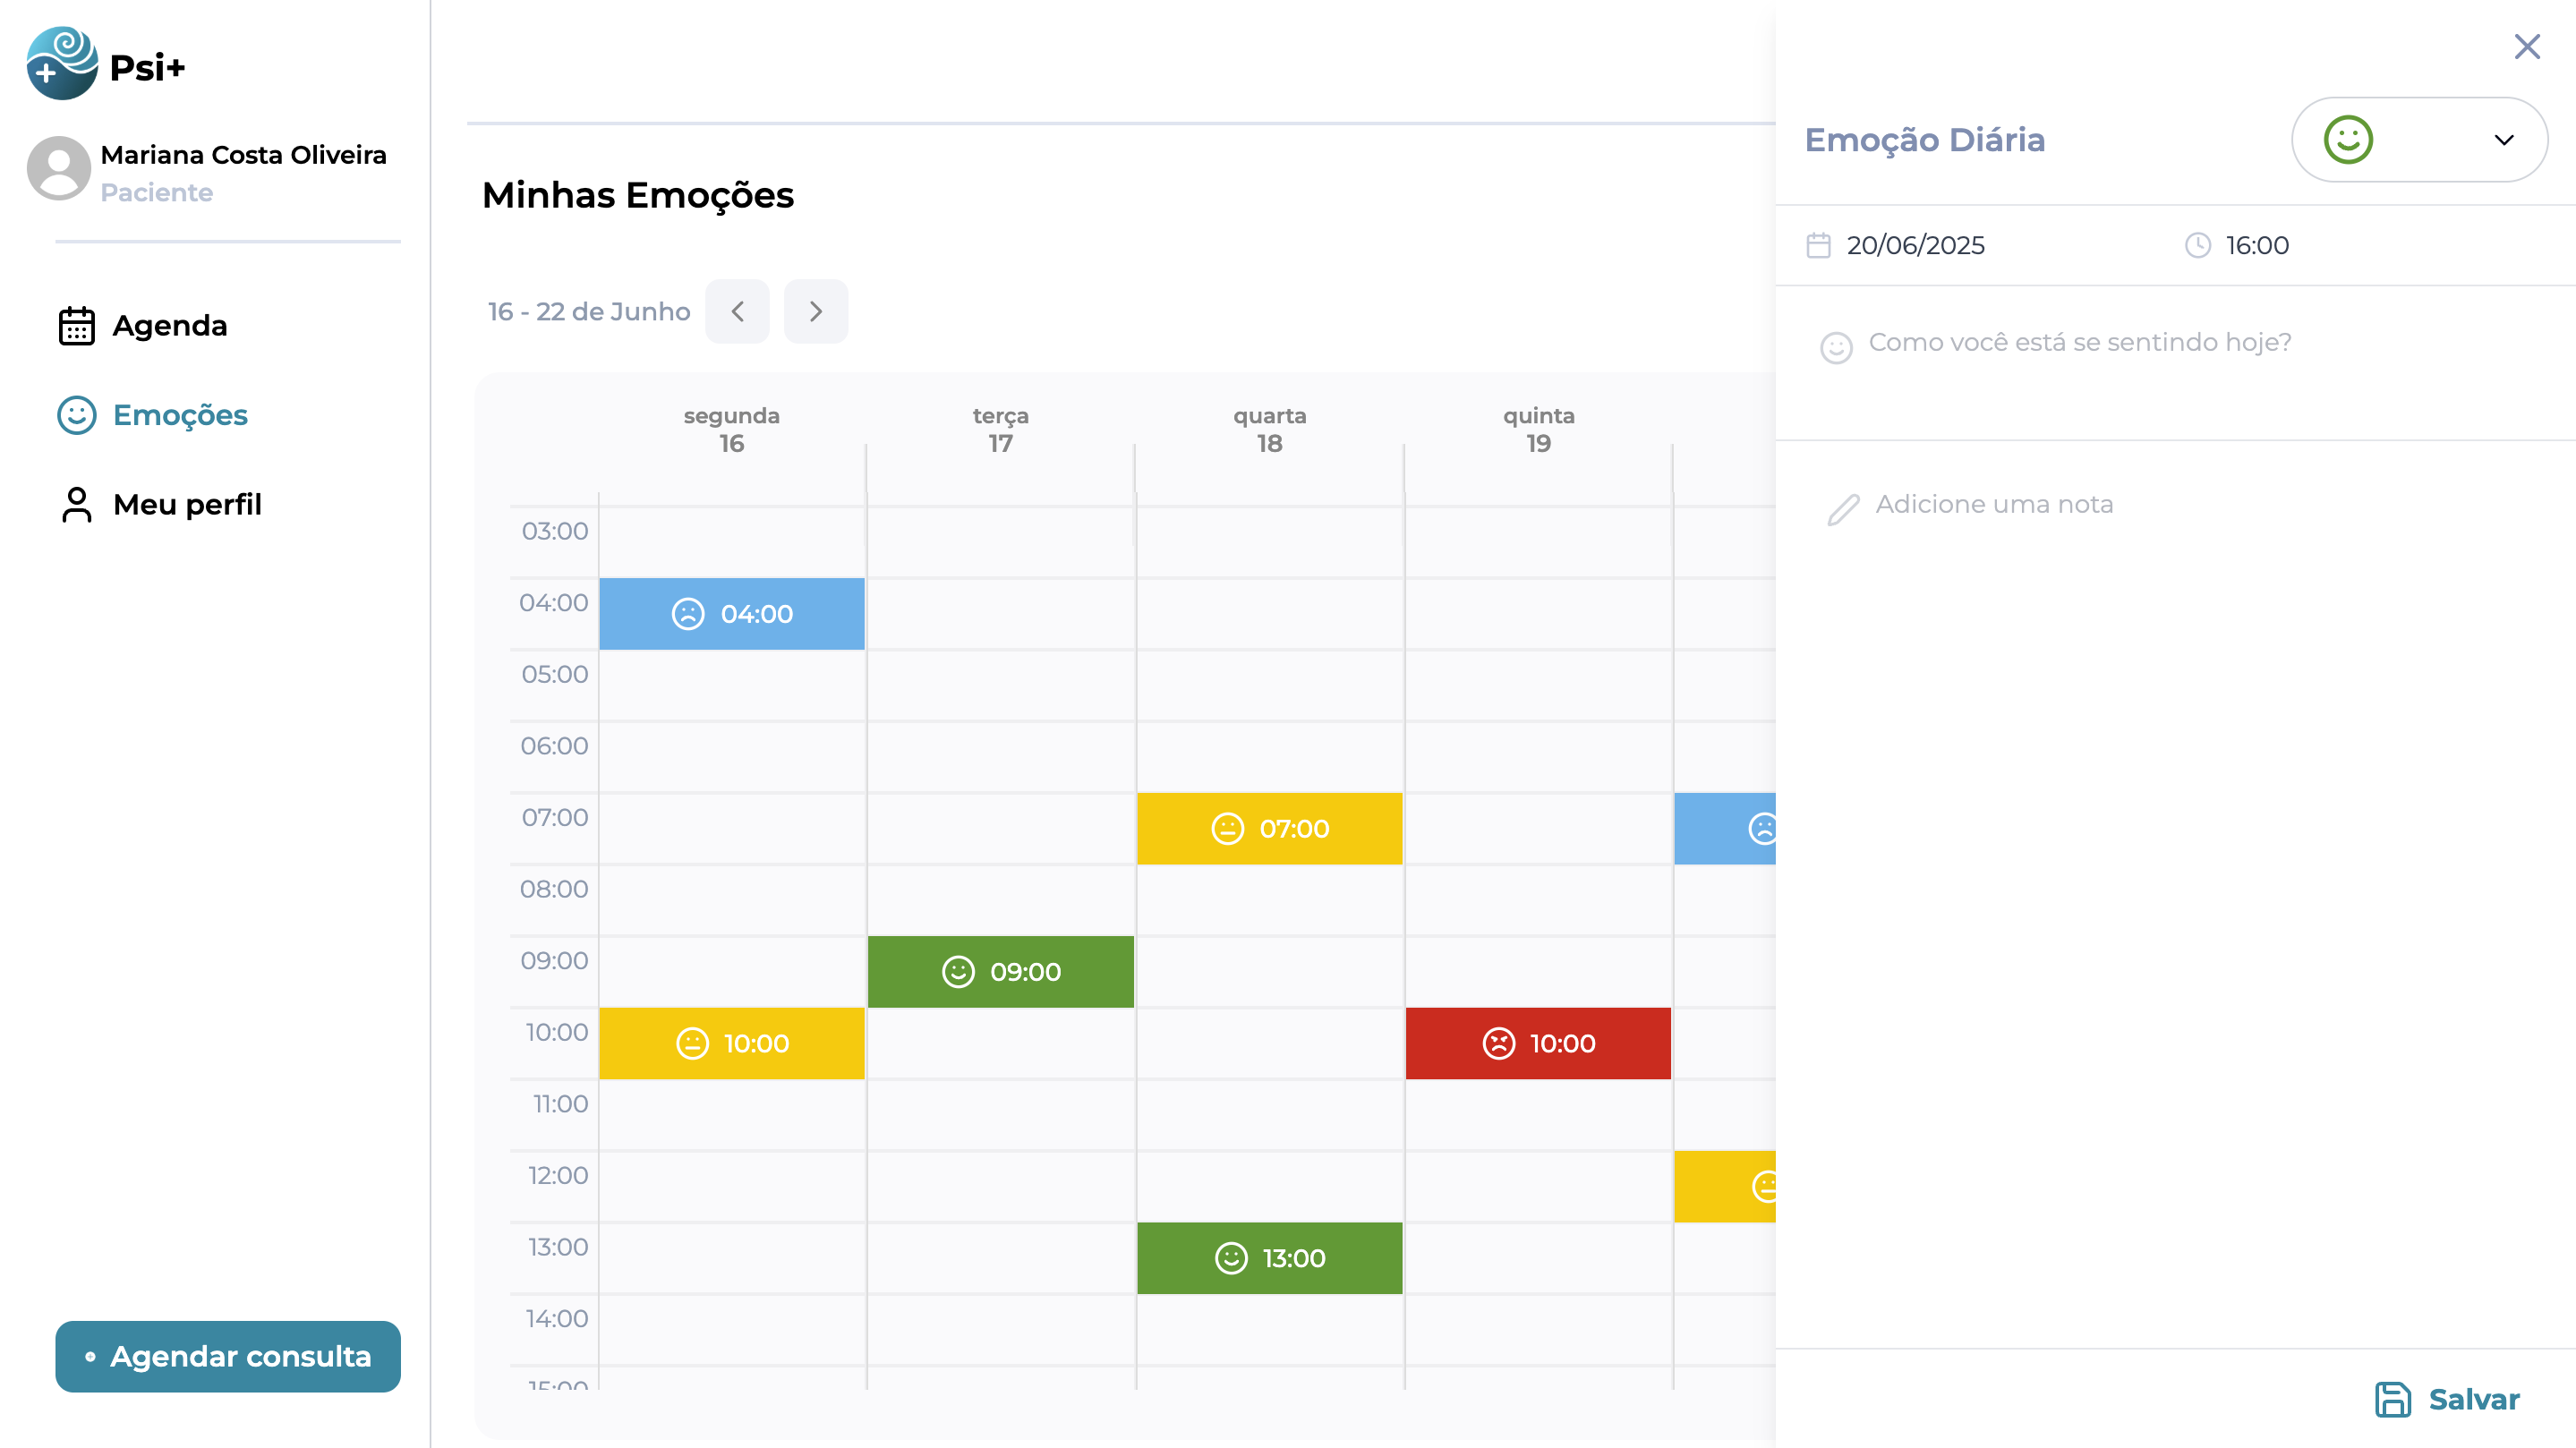 Psi+
Mariana Costa Oliveira
Paciente
Agenda
Emoções
Meu perfil
Agendar consulta
Minhas Emoções
16 - 22 de Junho
segunda
16
terça
17
quarta
18
quinta
19
03:00
04:00
04:00
05:00
06:00
07:00
07:00
08:00
09:00
09:00
10:00
10:00
10:00
11:00
12:00
13:00
13:00
14:00
15:00
Emoção Diária
20/06/2025
16:00
Como você está se sentindo hoje?
Adicione uma nota
Salvar